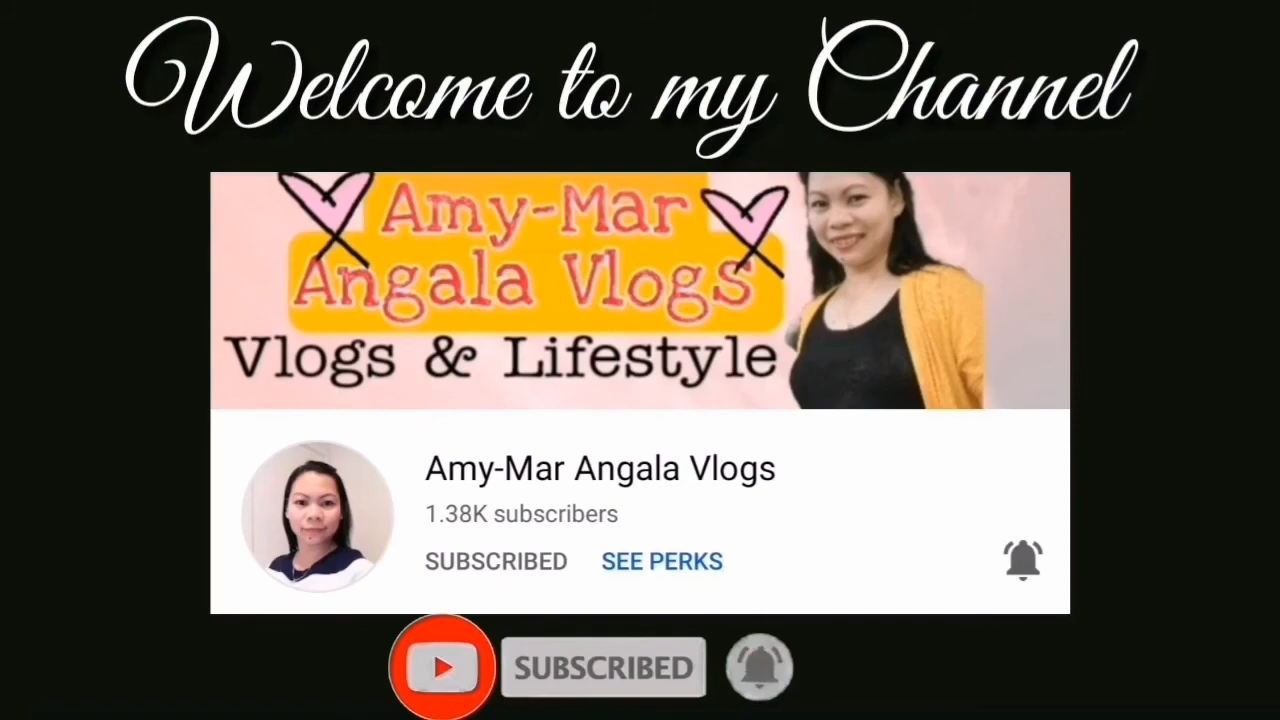 Welcome to my Channel
Amy-Mar
Angala Vlogs
Vlogs & Lifestyle
Amy-Mar Angala Vlogs
1.38K subscribers
SUBSCRIBED SEE PERKS
SUBSCRIBED